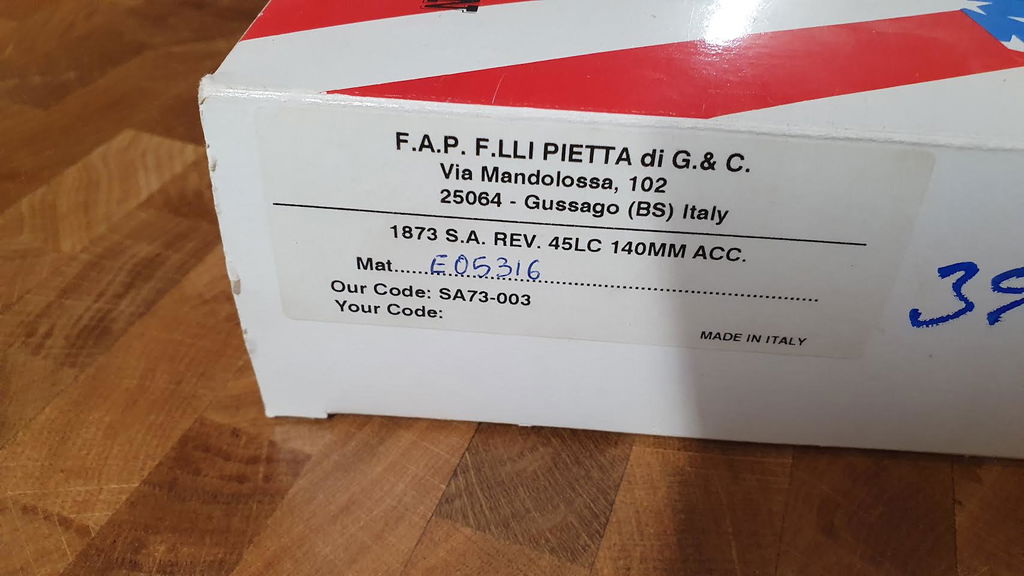 F.A.P. F.LLI PIETTA di G.& C.
Via Mandolossa, 102
25064 - Gussago (BS) Italy
1873 S.A. REV. 45LC 140MM ACC.
Mat......E05316......
Our Code: SA73-003
Your Code:
MADE IN ITALY